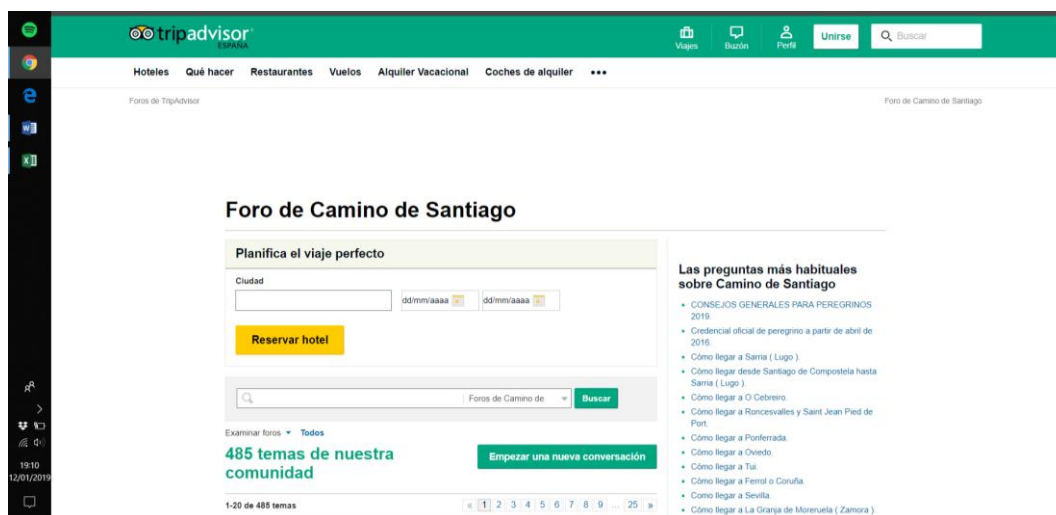 tripadvisor
ESPAÑA
Viajes
Buzón
Perfil
Unirse
Buscar
Hoteles Qué hacer Restaurantes Vuelos Alquiler Vacacional Coches de alquiler •••
Foros de TripAdvisor
Foro de Camino de Santiago
Foro de Camino de Santiago
Planifica el viaje perfecto
Ciudad
dd/mm/aaaa dd/mm/aaaa
Reservar hotel
Foros de Camino de
Buscar
Examinar foros Todos
485 temas de nuestra
comunidad
Empezar una nueva conversación
1-20 de 485 temas
« 1 2 3 4 5 6 7 8 9 ... 25 »
Las preguntas más habituales
sobre Camino de Santiago
• CONSEJOS GENERALES PARA PEREGRINOS
2019.
• Credencial oficial de peregrino a partir de abril de
2016.
• Cómo llegar a Sarria ( Lugo ).
• Cómo llegar desde Santiago de Compostela hasta
Sarria ( Lugo ).
• Cómo llegar a O Cebreiro.
• Cómo llegar a Roncesvalles y Saint Jean Pied de
Port.
• Cómo llegar a Ponferrada.
• Cómo llegar a Oviedo.
• Cómo llegar a Tui.
• Cómo llegar a Ferrol o Coruña.
• Como llegar a Sevilla.
• Cómo llegar a La Granja de Moreruela ( Zamora )
19:10
12/01/2019